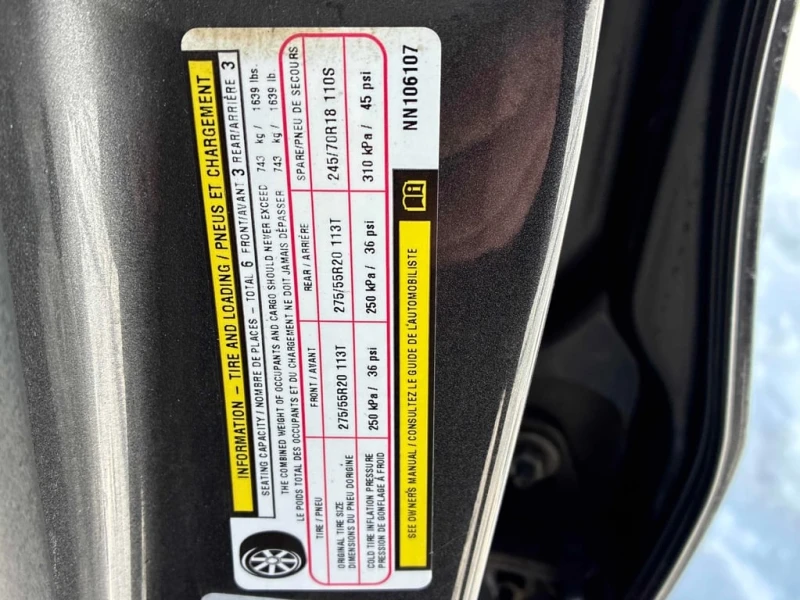 INFORMATION – TIRE AND LOADING / PNEUS ET CHARGEMENT
SEATING CAPACITY / NOMBRE DE PLACES – TOTAL 6 FRONT/AVANT 3 REAR/ARRIÈRE 3
THE COMBINED WEIGHT OF OCCUPANTS AND CARGO SHOULD NEVER EXCEED 743 kg / 1639 lbs.
LE POIDS TOTAL DES OCCUPANTS ET DU CHARGEMENT NE DOIT JAMAIS DÉPASSER 743 kg / 1639 lb.
TIRE / PNEU FRONT / AVANT REAR / ARRIÈRE SPARE/PNEU DE SECOURS
ORIGINAL TIRE SIZE
DIMENSIONS DU PNEU D'ORIGINE
275/55R20 113T 275/55R20 113T 245/70R18 110S
COLD TIRE INFLATION PRESSURE
PRESSION DE GONFLAGE À FROID
250 kPa / 36 psi 250 kPa / 36 psi 310 kPa / 45 psi
SEE OWNER'S MANUAL / CONSULTEZ LE GUIDE DE L'AUTOMOBILISTE
NN106107